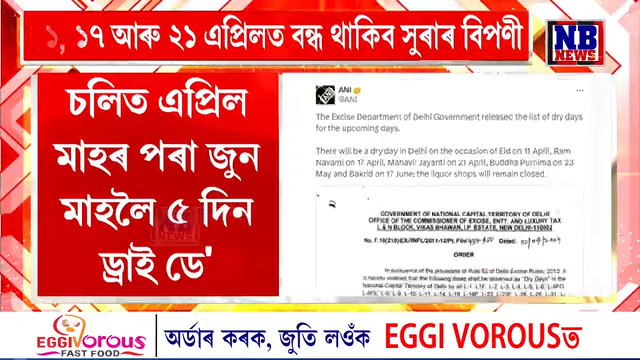 ১, ১৭ আৰু ২১ এপ্ৰিলত বন্ধ থাকিব সুৰাৰ বিপণী
NB
NEWS
চলিত এপ্ৰিল
মাহৰ পৰা জুন
মাহলৈ ৫ দিন
ড্ৰাই ডে'
ANI
@ANI
The Excise Department of Delhi Government released the list of dry days
for the upcoming days.
There will be a dry day in Delhi on the occasion of Eid on 11 April, Ram
Navami on 17 April, Mahavir Jayanti on 21 April, Buddha Purnima on 23
May and Bakrid on 17 June; the liquor shops will remain closed.
GOVERNMENT OF NATIONAL CAPITAL TERRITORY OF DELHI
OFFICE OF THE COMMISSIONER OF EXCISE, ENTT. AND LUXURY TAX
L & N BLOCK, VIKAS BHAWAN, I.P. ESTATE, NEW DELHI-110002
Dated:
ORDER
EGGIVOROUS
FAST FOOD
অৰ্ডাৰ কৰক, জুতি লওঁক EGGI VOROUSত